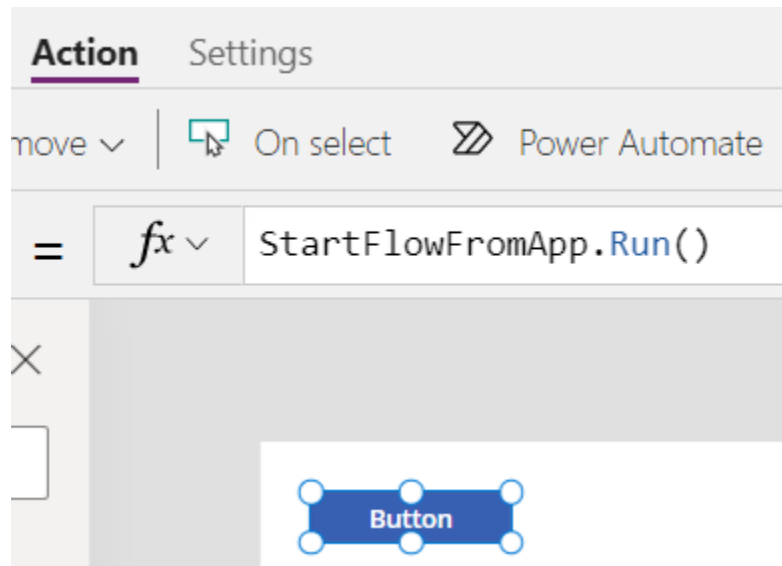 Action Settings
move On select Power Automate
= fx StartFlowFromApp.Run()
Button